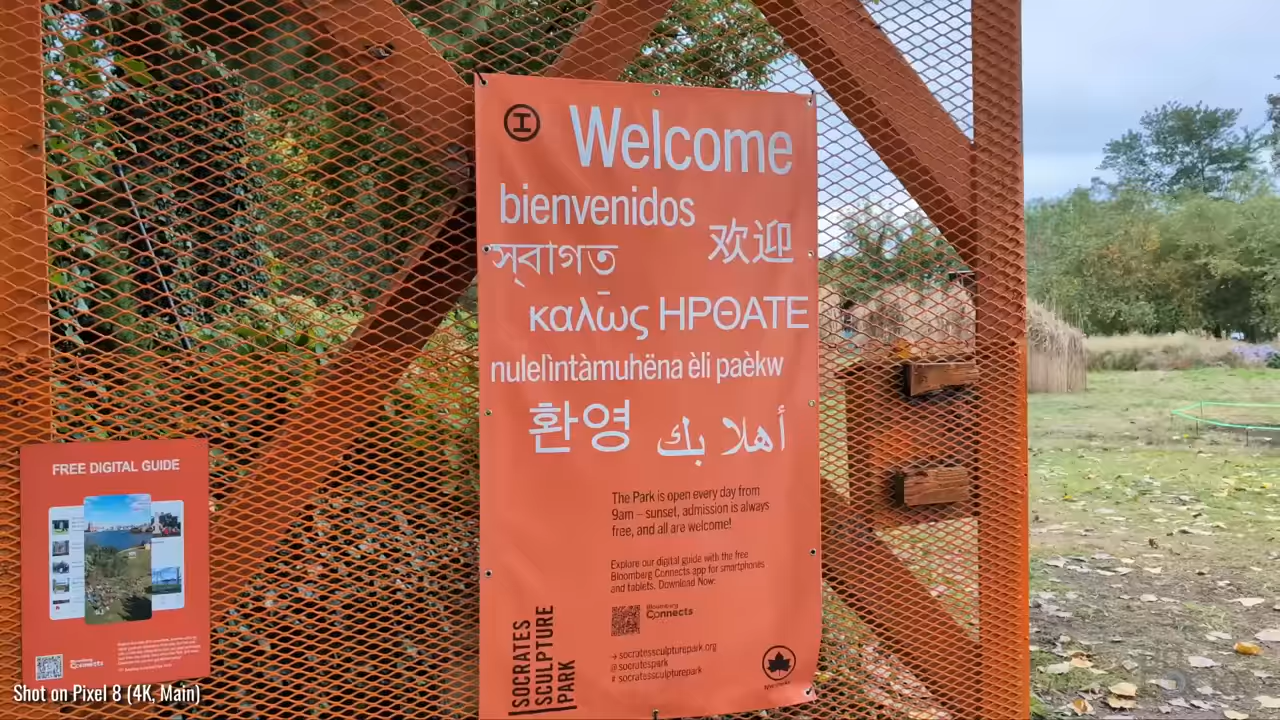 Welcome
bienvenidos
স্বাগত
欢迎
καλῶς ΗΡΘΑΤΕ
nulelìntàmuhëna èli paèkw
환영
أهلا بك
The Park is open every day from
9am – sunset, admission is always
free, and all are welcome!
Explore our digital guide with the free
Bloomberg Connects app for smartphones
and tablets. Download Now:
Bloomberg
Connects
→ socratessculpturepark.org
@ socratespark
# socratessculpturepark
SOCRATES
SCULPTURE
PARK
FREE DIGITAL GUIDE
Bloomberg
Connects
Shot on Pixel 8 (4K, Main)